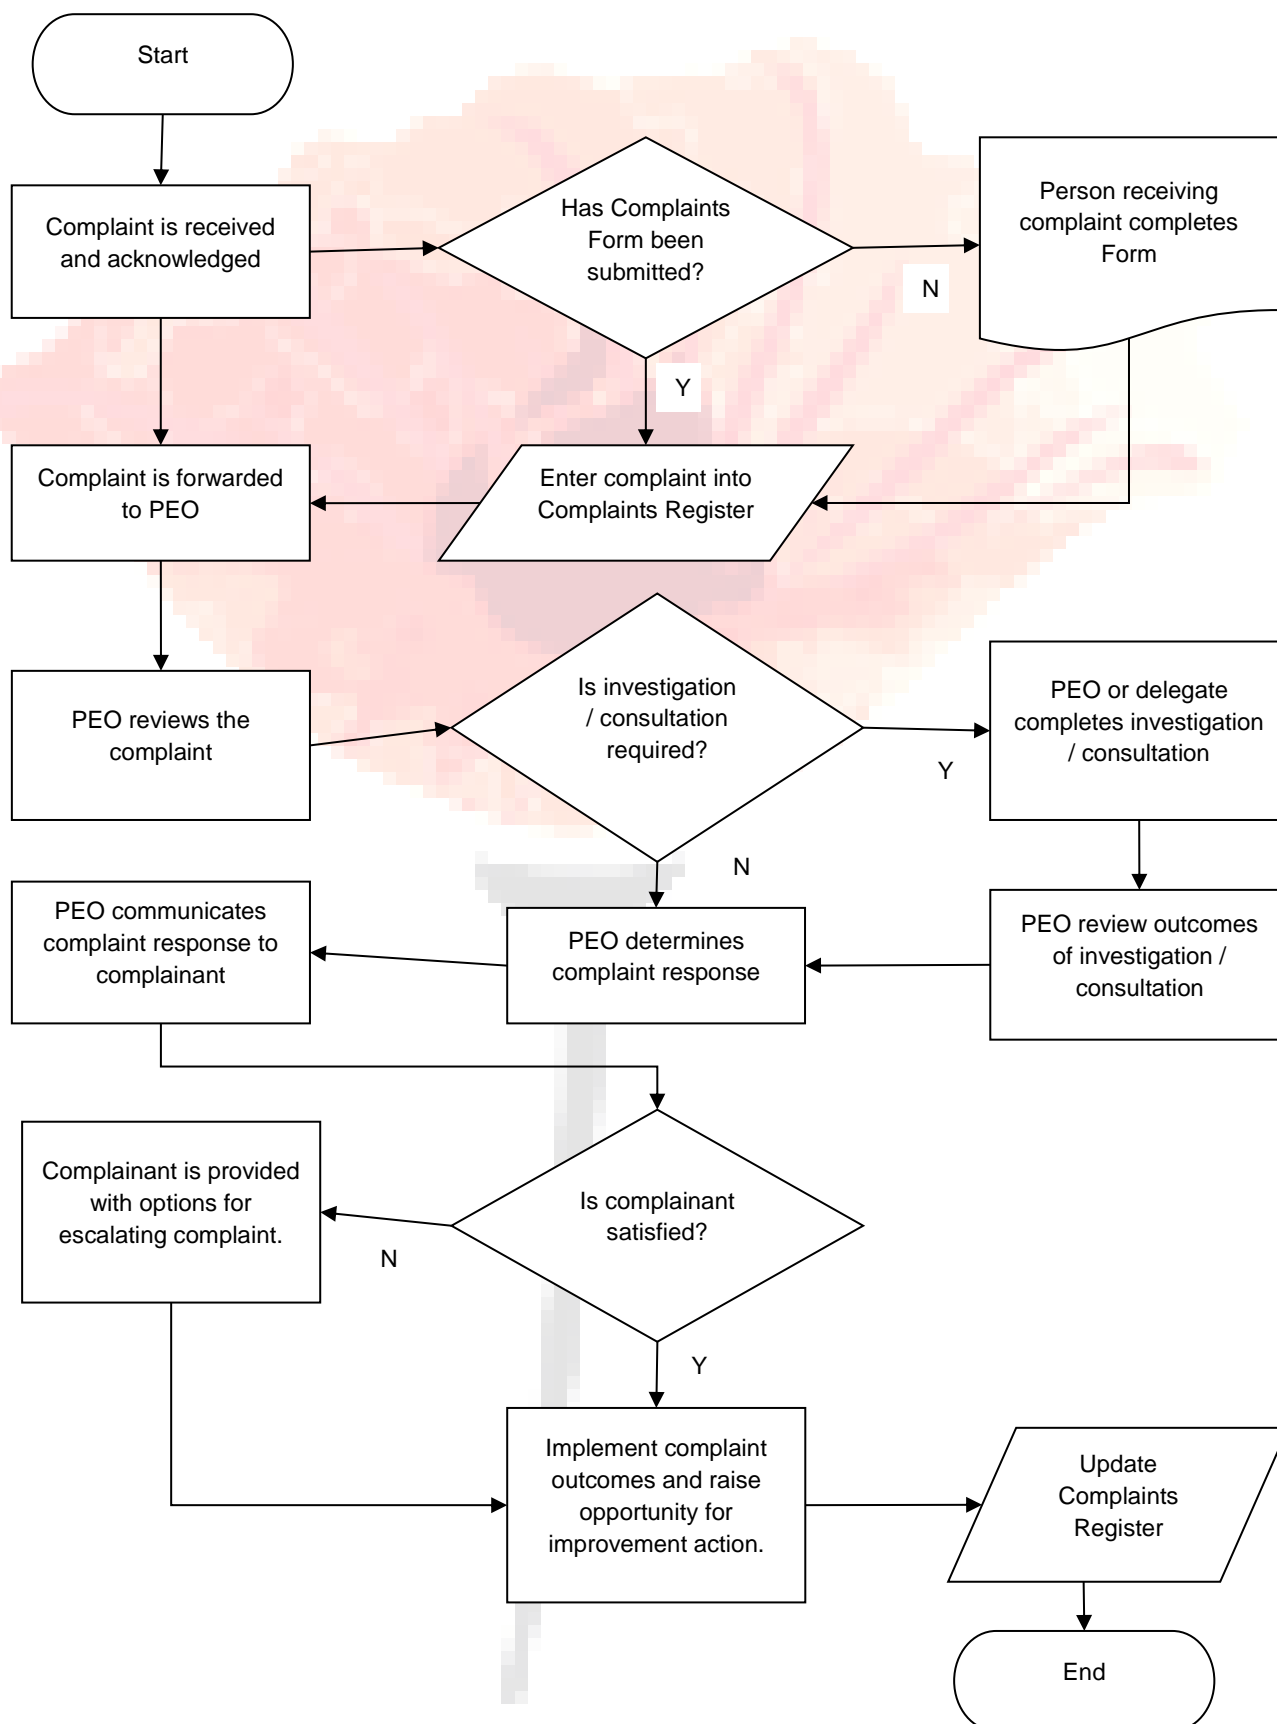 Start
Complaint is received
and acknowledged
Has Complaints
Form been
submitted?
N
Person receiving
complaint completes
Form
Y
Complaint is forwarded
to PEO
Enter complaint into
Complaints Register
PEO reviews the
complaint
Is investigation
/ consultation
required?
Y
PEO or delegate
completes investigation
/ consultation
N
PEO communicates
complaint response to
complainant
PEO determines
complaint response
PEO review outcomes
of investigation /
consultation
Complainant is provided
with options for
escalating complaint.
N
Is complainant
satisfied?
Y
Implement complaint
outcomes and raise
opportunity for
improvement action.
Update
Complaints
Register
End